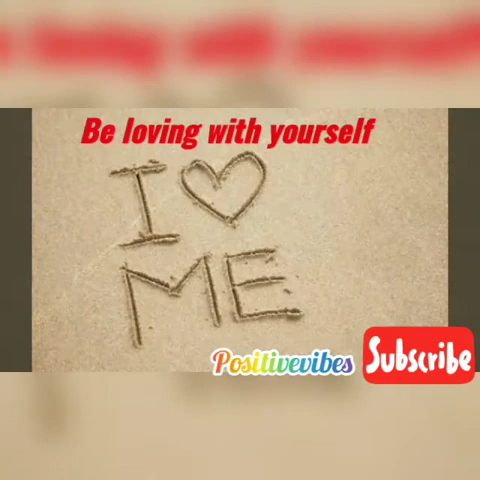 Be loving with yourself
I ♡
ME
Positivevibes
Subscribe